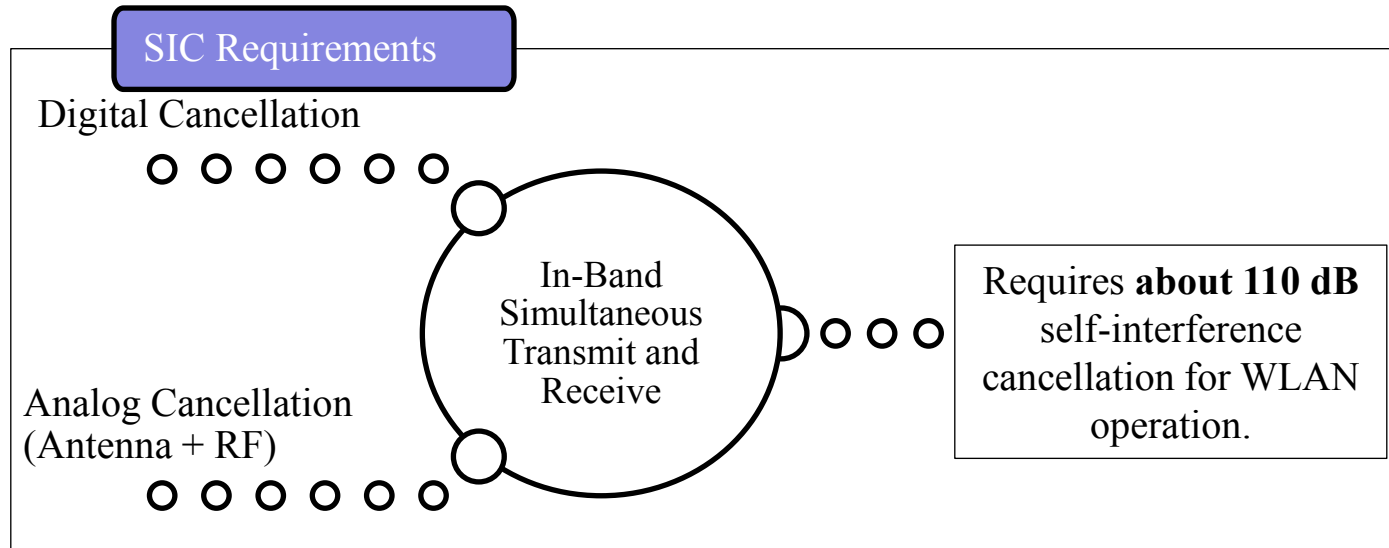 SIC Requirements
Digital Cancellation
In-Band
Simultaneous
Transmit and
Receive
Requires about 110 dB
self-interference
cancellation for WLAN
operation.
Analog Cancellation
(Antenna + RF)